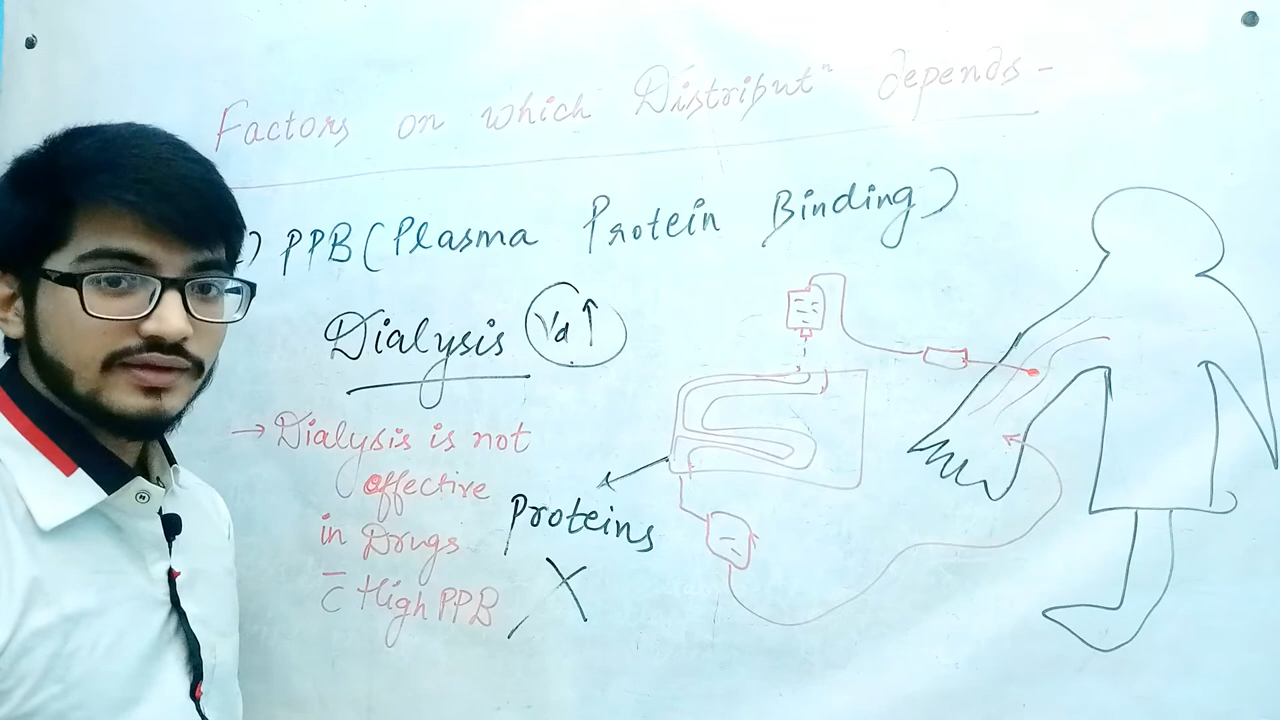 Factors on which Distributⁿ depends-
) PPB (Plasma Protein Binding)
Dialysis Vd↑
→ Dialysis is not
effective
in Drugs
c̅ High PPB
Proteins
X